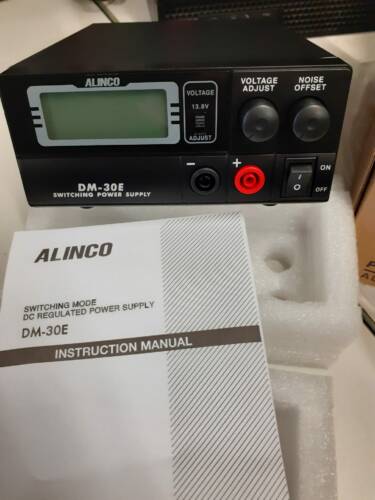 ALINCO
VOLTAGE
13.8V
ADJUST
VOLTAGE
ADJUST
NOISE
OFFSET
DM-30E
SWITCHING POWER SUPPLY
-
+
ON
I
O
OFF
ALINCO
SWITCHING MODE
DC REGULATED POWER SUPPLY
DM-30E
INSTRUCTION MANUAL